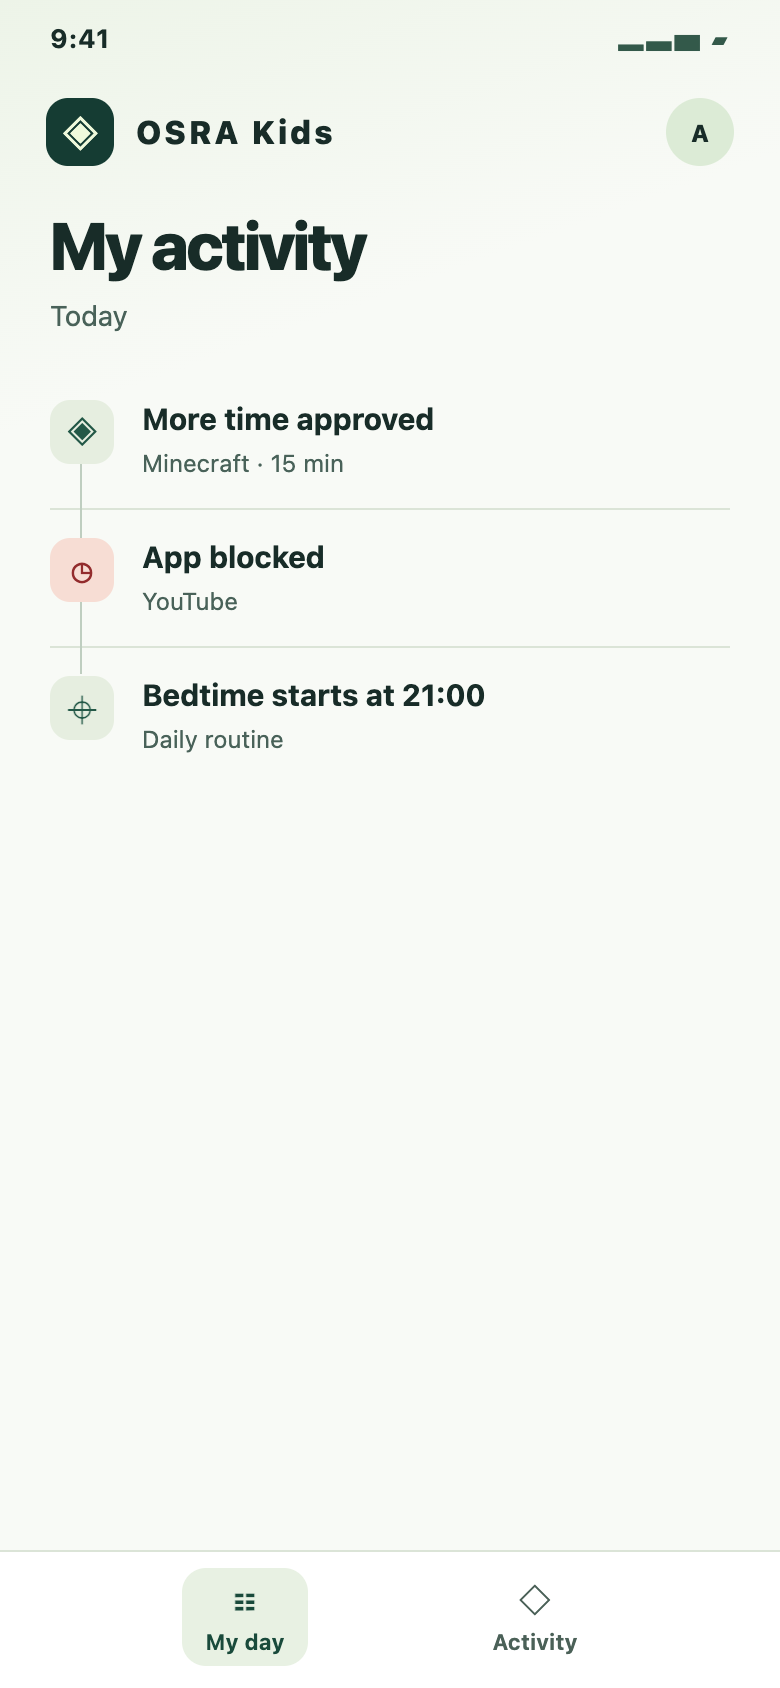 9:41
OSRA Kids
A
My activity
Today
More time approved
Minecraft · 15 min
App blocked
YouTube
Bedtime starts at 21:00
Daily routine
My day
Activity